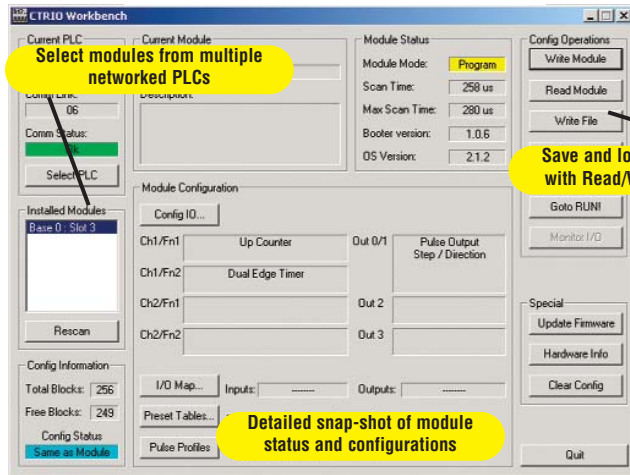 CTRIO Workbench
Current PLC
Select modules from multiple
networked PLCs
Comm Link:
06
Comm Status:
Ok
Select PLC
Installed Modules
Base 0 : Slot 3
Rescan
Config Information
Total Blocks: 256
Free Blocks: 249
Config Status
Same as Module
Current Module
Description:
Module Status
Module Mode: Program
Scan Time: 258 us
Max Scan Time: 280 us
Booter version: 1.0.6
OS Version: 2.1.2
Module Configuration
Config IO...
Ch1/Fn1 Up Counter
Ch1/Fn2 Dual Edge Timer
Ch2/Fn1
Ch2/Fn2
Out 0/1 Pulse Output
Step / Direction
Out 2
Out 3
I/O Map... Inputs: -------- Outputs: --------
Preset Tables...
Pulse Profiles
Detailed snap-shot of module
status and configurations
Config Operations
Write Module
Read Module
Write File
Save and lo
with Read/W
Goto RUN!
Monitor I/O
Special
Update Firmware
Hardware Info
Clear Config
Quit